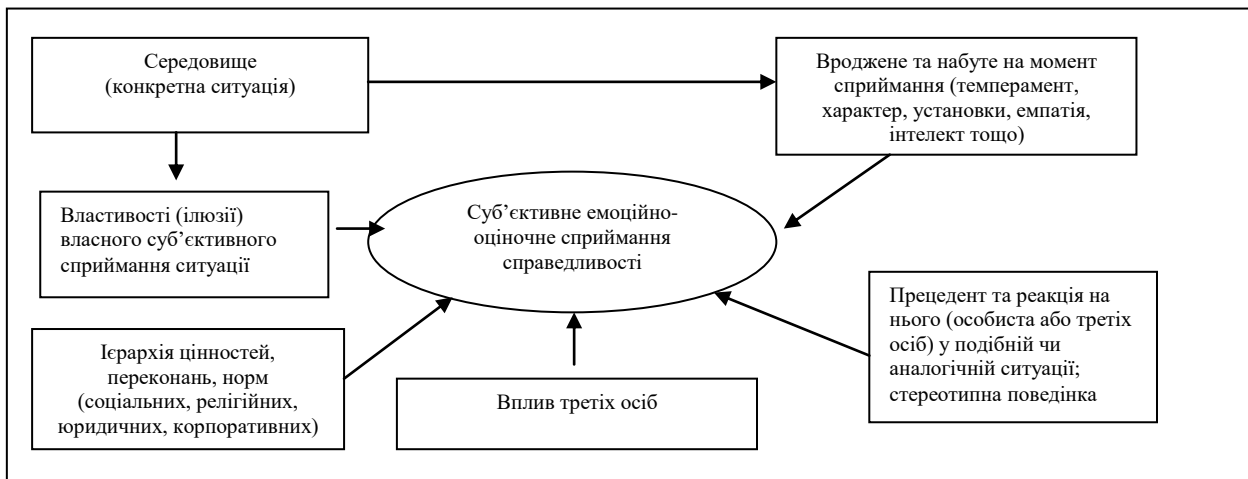 Середовище
(конкретна ситуація)
Вроджене та набуте на момент
сприймання (темперамент,
характер, установки, емпатія,
інтелект тощо)
Властивості (ілюзії)
власного суб’єктивного
сприймання ситуації
Суб’єктивне емоційно-
оціночне сприймання
справедливості
Прецедент та реакція на
нього (особиста або третіх
осіб) у подібній чи
аналогічній ситуації;
стереотипна поведінка
Ієрархія цінностей,
переконань, норм
(соціальних, релігійних,
юридичних, корпоративних)
Вплив третіх осіб